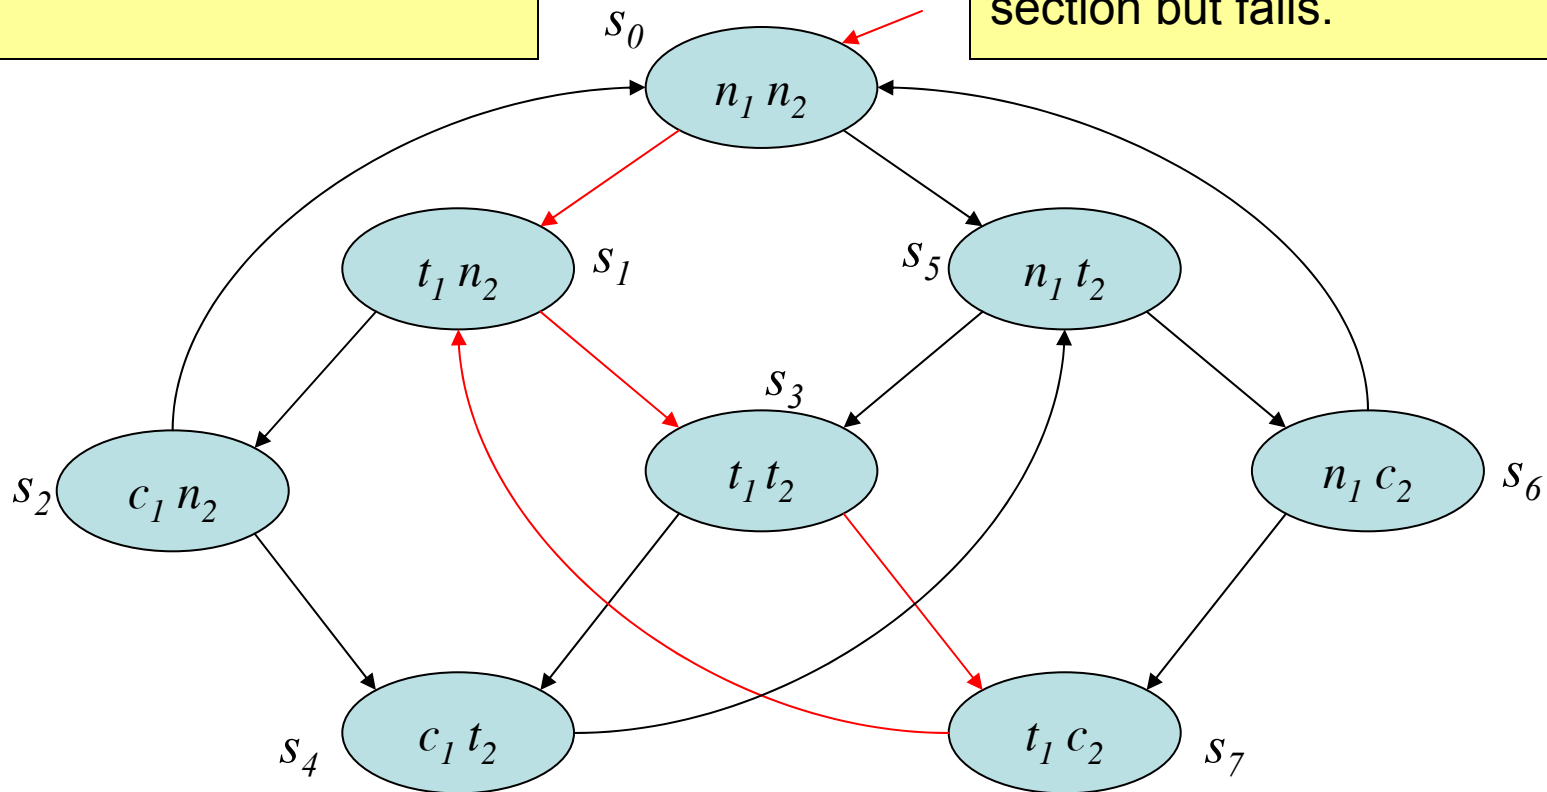 section but fails.
s0
n1 n2
t1 n2
s1
s5
n1 t2
s3
s2
c1 n2
t1 t2
n1 c2
s6
s4
c1 t2
t1 c2
s7